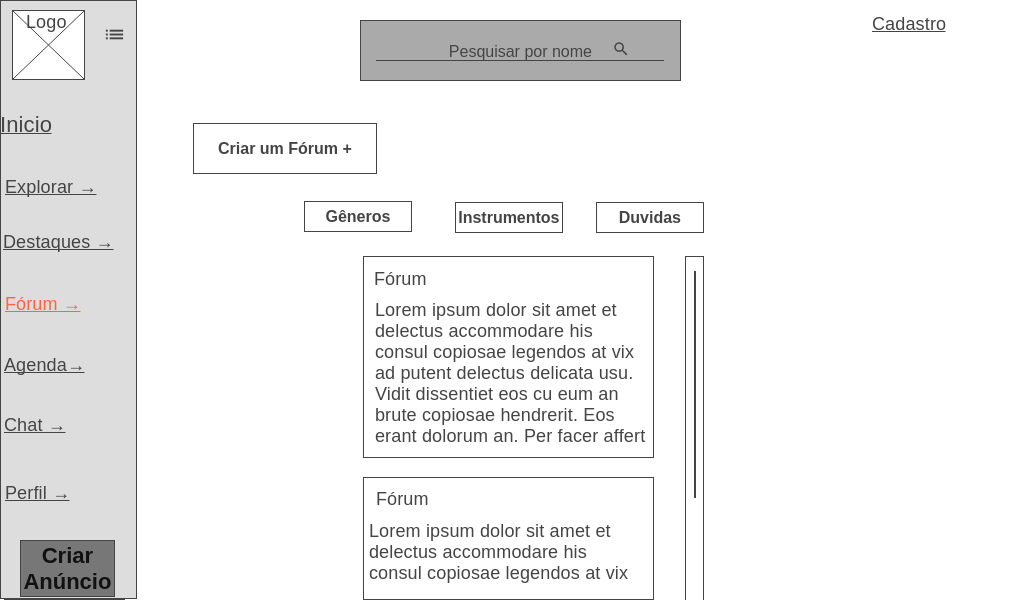 Logo
Inicio
Explorar →
Destaques →
Fórum →
Agenda→
Chat →
Perfil →
Criar
Anúncio
Pesquisar por nome
Cadastro
Criar um Fórum +
Gêneros
Instrumentos
Duvidas
Fórum
Lorem ipsum dolor sit amet et
delectus accommodare his
consul copiosae legendos at vix
ad putent delectus delicata usu.
Vidit dissentiet eos cu eum an
brute copiosae hendrerit. Eos
erant dolorum an. Per facer affert
Fórum
Lorem ipsum dolor sit amet et
delectus accommodare his
consul copiosae legendos at vix